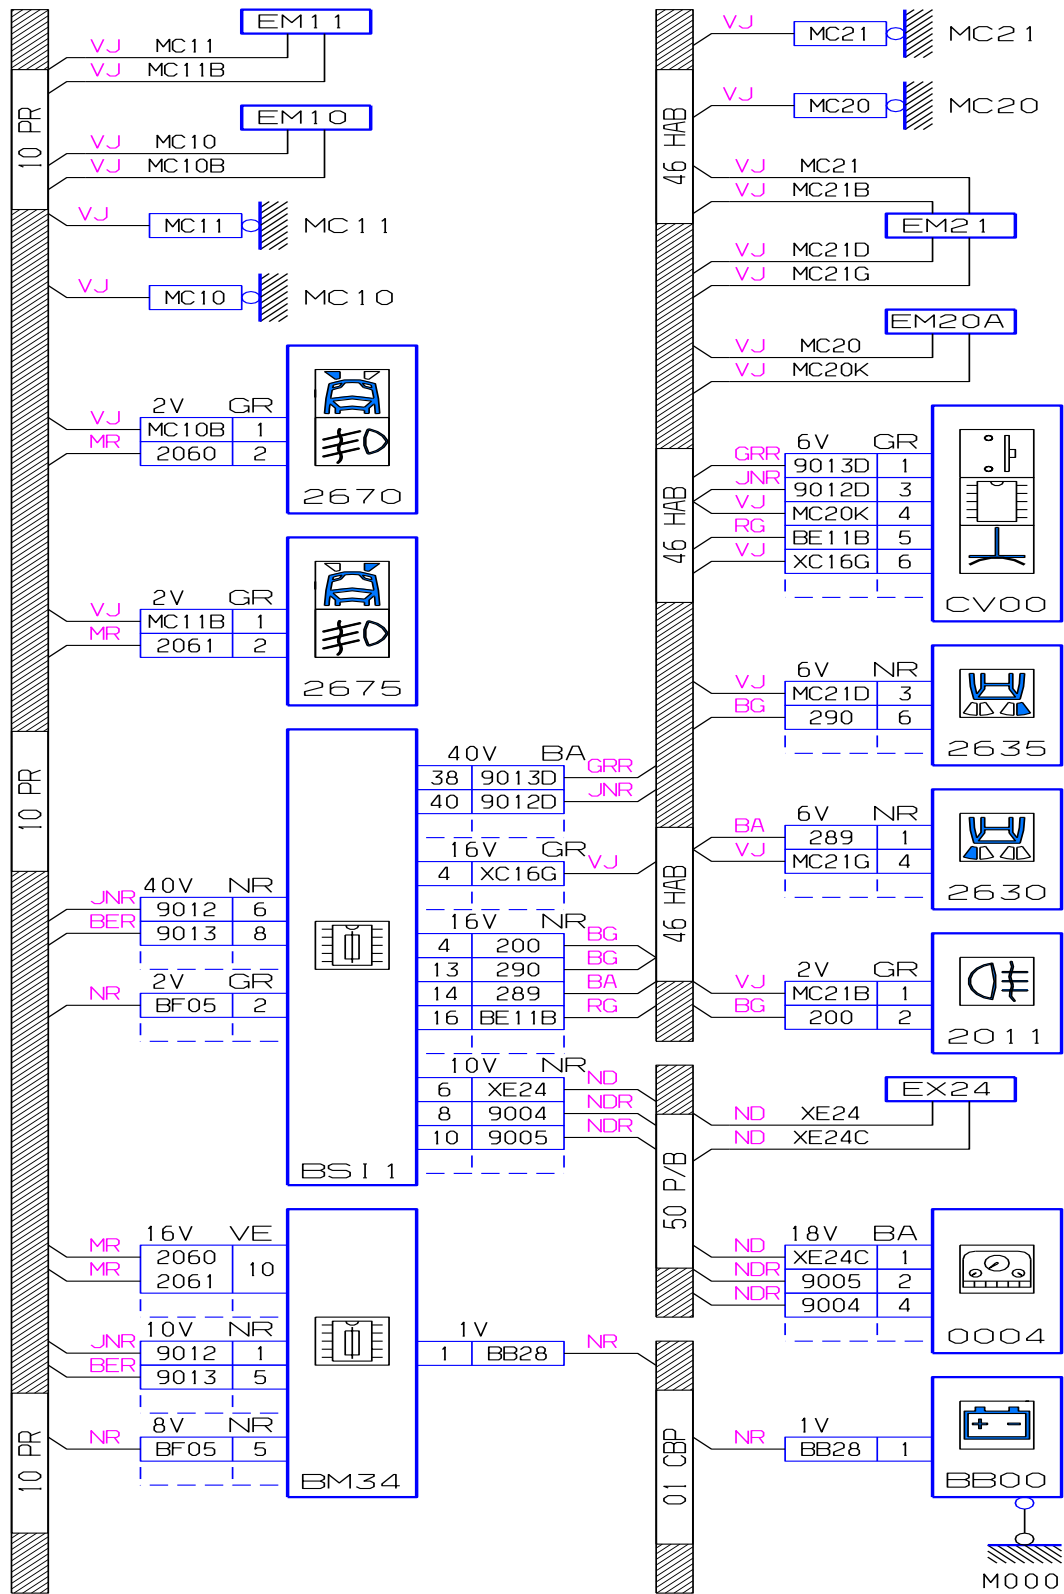 EM11
VJ MC11
VJ MC11B
EM10
VJ MC10
VJ MC10B
10 PR
VJ MC11 MC11
VJ MC10 MC10
2V GR
VJ MC10B 1
MR 2060 2
2670
2V GR
VJ MC11B 1
MR 2061 2
2675
10 PR
40V NR
JNR 9012 6
BER 9013 8
2V GR
NR BF05 2
40V BA
38 9013D GRR
40 9012D JNR
16V GR
4 XC16G VJ
16V NR
4 200 BG
13 290 BG
14 289 BA
16 BE11B RG
10V NR
6 XE24 ND
8 9004 NDR
10 9005 NDR
BSI1
16V VE
MR 2060
MR 2061
10
10V NR
JNR 9012 1
BER 9013 5
8V NR
NR BF05 5
1V
1 BB28 NR
BM34
10 PR
VJ MC21 MC21
VJ MC20 MC20
46 HAB
VJ MC21
VJ MC21B
EM21
VJ MC21D
VJ MC21G
EM20A
VJ MC20
VJ MC20K
6V GR
GRR 9013D 1
JNR 9012D 3
VJ MC20K 4
RG BE11B 5
VJ XC16G 6
CV00
46 HAB
6V NR
VJ MC21D 3
BG 290 6
2635
6V NR
BA 289 1
VJ MC21G 4
2630
46 HAB
2V GR
VJ MC21B 1
BG 200 2
2011
EX24
ND XE24
ND XE24C
50 P/B
18V BA
ND XE24C 1
NDR 9005 2
NDR 9004 4
0004
01 CBP
1V
NR BB28 1
BB00
M000